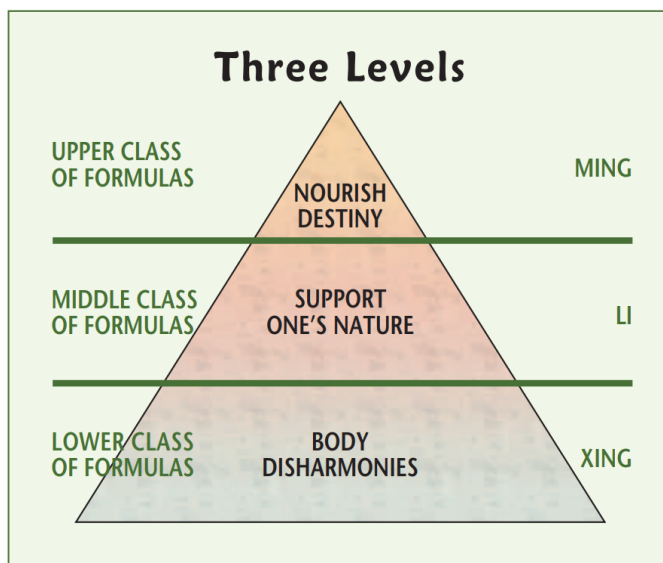 Three Levels
UPPER CLASS
OF FORMULAS
NOURISH
DESTINY
MING
MIDDLE CLASS
OF FORMULAS
SUPPORT
ONE'S NATURE
LI
LOWER CLASS
OF FORMULAS
BODY
DISHARMONIES
XING